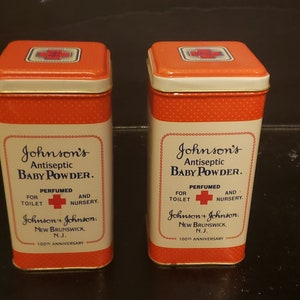 Johnson's
Antiseptic
BABY POWDER.
PERFUMED
FOR AND
TOILET NURSERY.
Johnson & Johnson.
NEW BRUNSWICK,
N.J.
100TH ANNIVERSARY
Johnson's
Antiseptic
BABY POWDER.
PERFUMED
FOR AND
TOILET NURSERY.
Johnson & Johnson.
NEW BRUNSWICK,
N.J.
100TH ANNIVERSARY